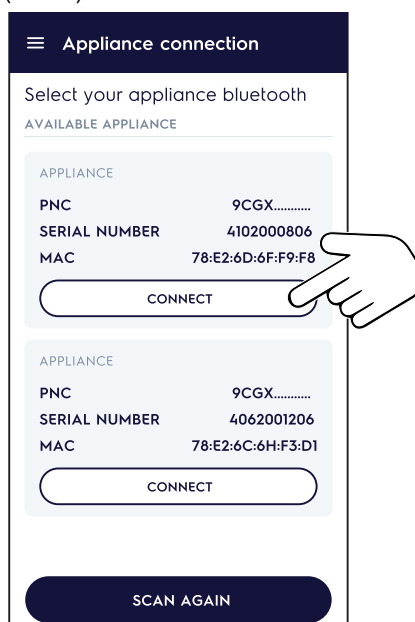 Appliance connection
Select your appliance bluetooth
AVAILABLE APPLIANCE
APPLIANCE
PNC 9CGX...........
SERIAL NUMBER 4102000806
MAC 78:E2:6D:6F:F9:F8
CONNECT
APPLIANCE
PNC 9CGX...........
SERIAL NUMBER 4062001206
MAC 78:E2:6C:6H:F3:D1
CONNECT
SCAN AGAIN